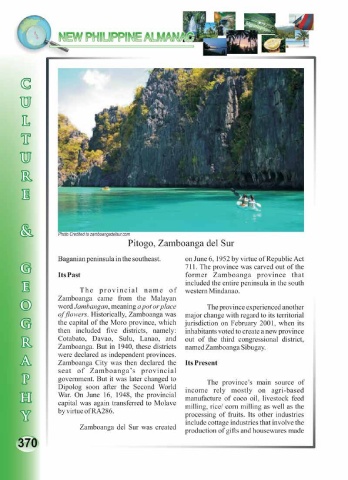 NEW PHILIPPINE ALMANAC
CULTURE & GEOGRAPHY
Photo Credited to zamboangadelsur.com
Pitogo, Zamboanga del Sur
Baganian peninsula in the southeast.
Its Past
The provincial name of
Zamboanga came from the Malayan
word Jambangan, meaning a pot or place
of flowers. Historically, Zamboanga was
the capital of the Moro province, which
then included five districts, namely:
Cotabato, Davao, Sulu, Lanao, and
Zamboanga. But in 1940, these districts
were declared as independent provinces.
Zamboanga City was then declared the
seat of Zamboanga's provincial
government. But it was later changed to
Dipolog soon after the Second World
War. On June 16, 1948, the provincial
capital was again transferred to Molave
by virtue of RA286.
Zamboanga del Sur was created
on June 6, 1952 by virtue of Republic Act
711. The province was carved out of the
former Zamboanga province that
included the entire peninsula in the south
western Mindanao.
The province experienced another
major change with regard to its territorial
jurisdiction on February 2001, when its
inhabitants voted to create a new province
out of the third congressional district,
named Zamboanga Sibugay.
Its Present
The province's main source of
income rely mostly on agri-based
manufacture of coco oil, livestock feed
milling, rice/ corn milling as well as the
processing of fruits. Its other industries
include cottage industries that involve the
production of gifts and housewares made
370